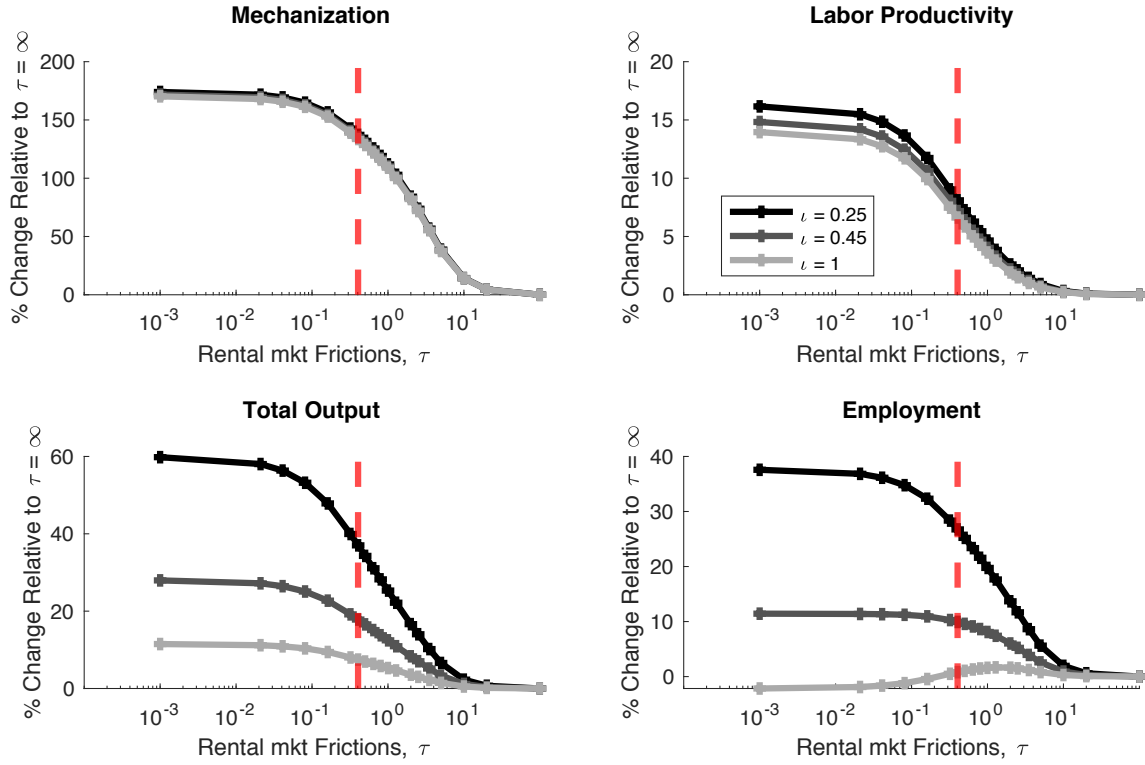 Mechanization
% Change Relative to τ = ∞
200
150
100
50
0
10^-3
10^-2
10^-1
10^0
10^1
Rental mkt Frictions, τ
Labor Productivity
% Change Relative to τ = ∞
20
15
10
5
0
ι = 0.25
ι = 0.45
ι = 1
10^-3
10^-2
10^-1
10^0
10^1
Rental mkt Frictions, τ
Total Output
% Change Relative to τ = ∞
60
40
20
0
10^-3
10^-2
10^-1
10^0
10^1
Rental mkt Frictions, τ
Employment
% Change Relative to τ = ∞
40
30
20
10
0
10^-3
10^-2
10^-1
10^0
10^1
Rental mkt Frictions, τ